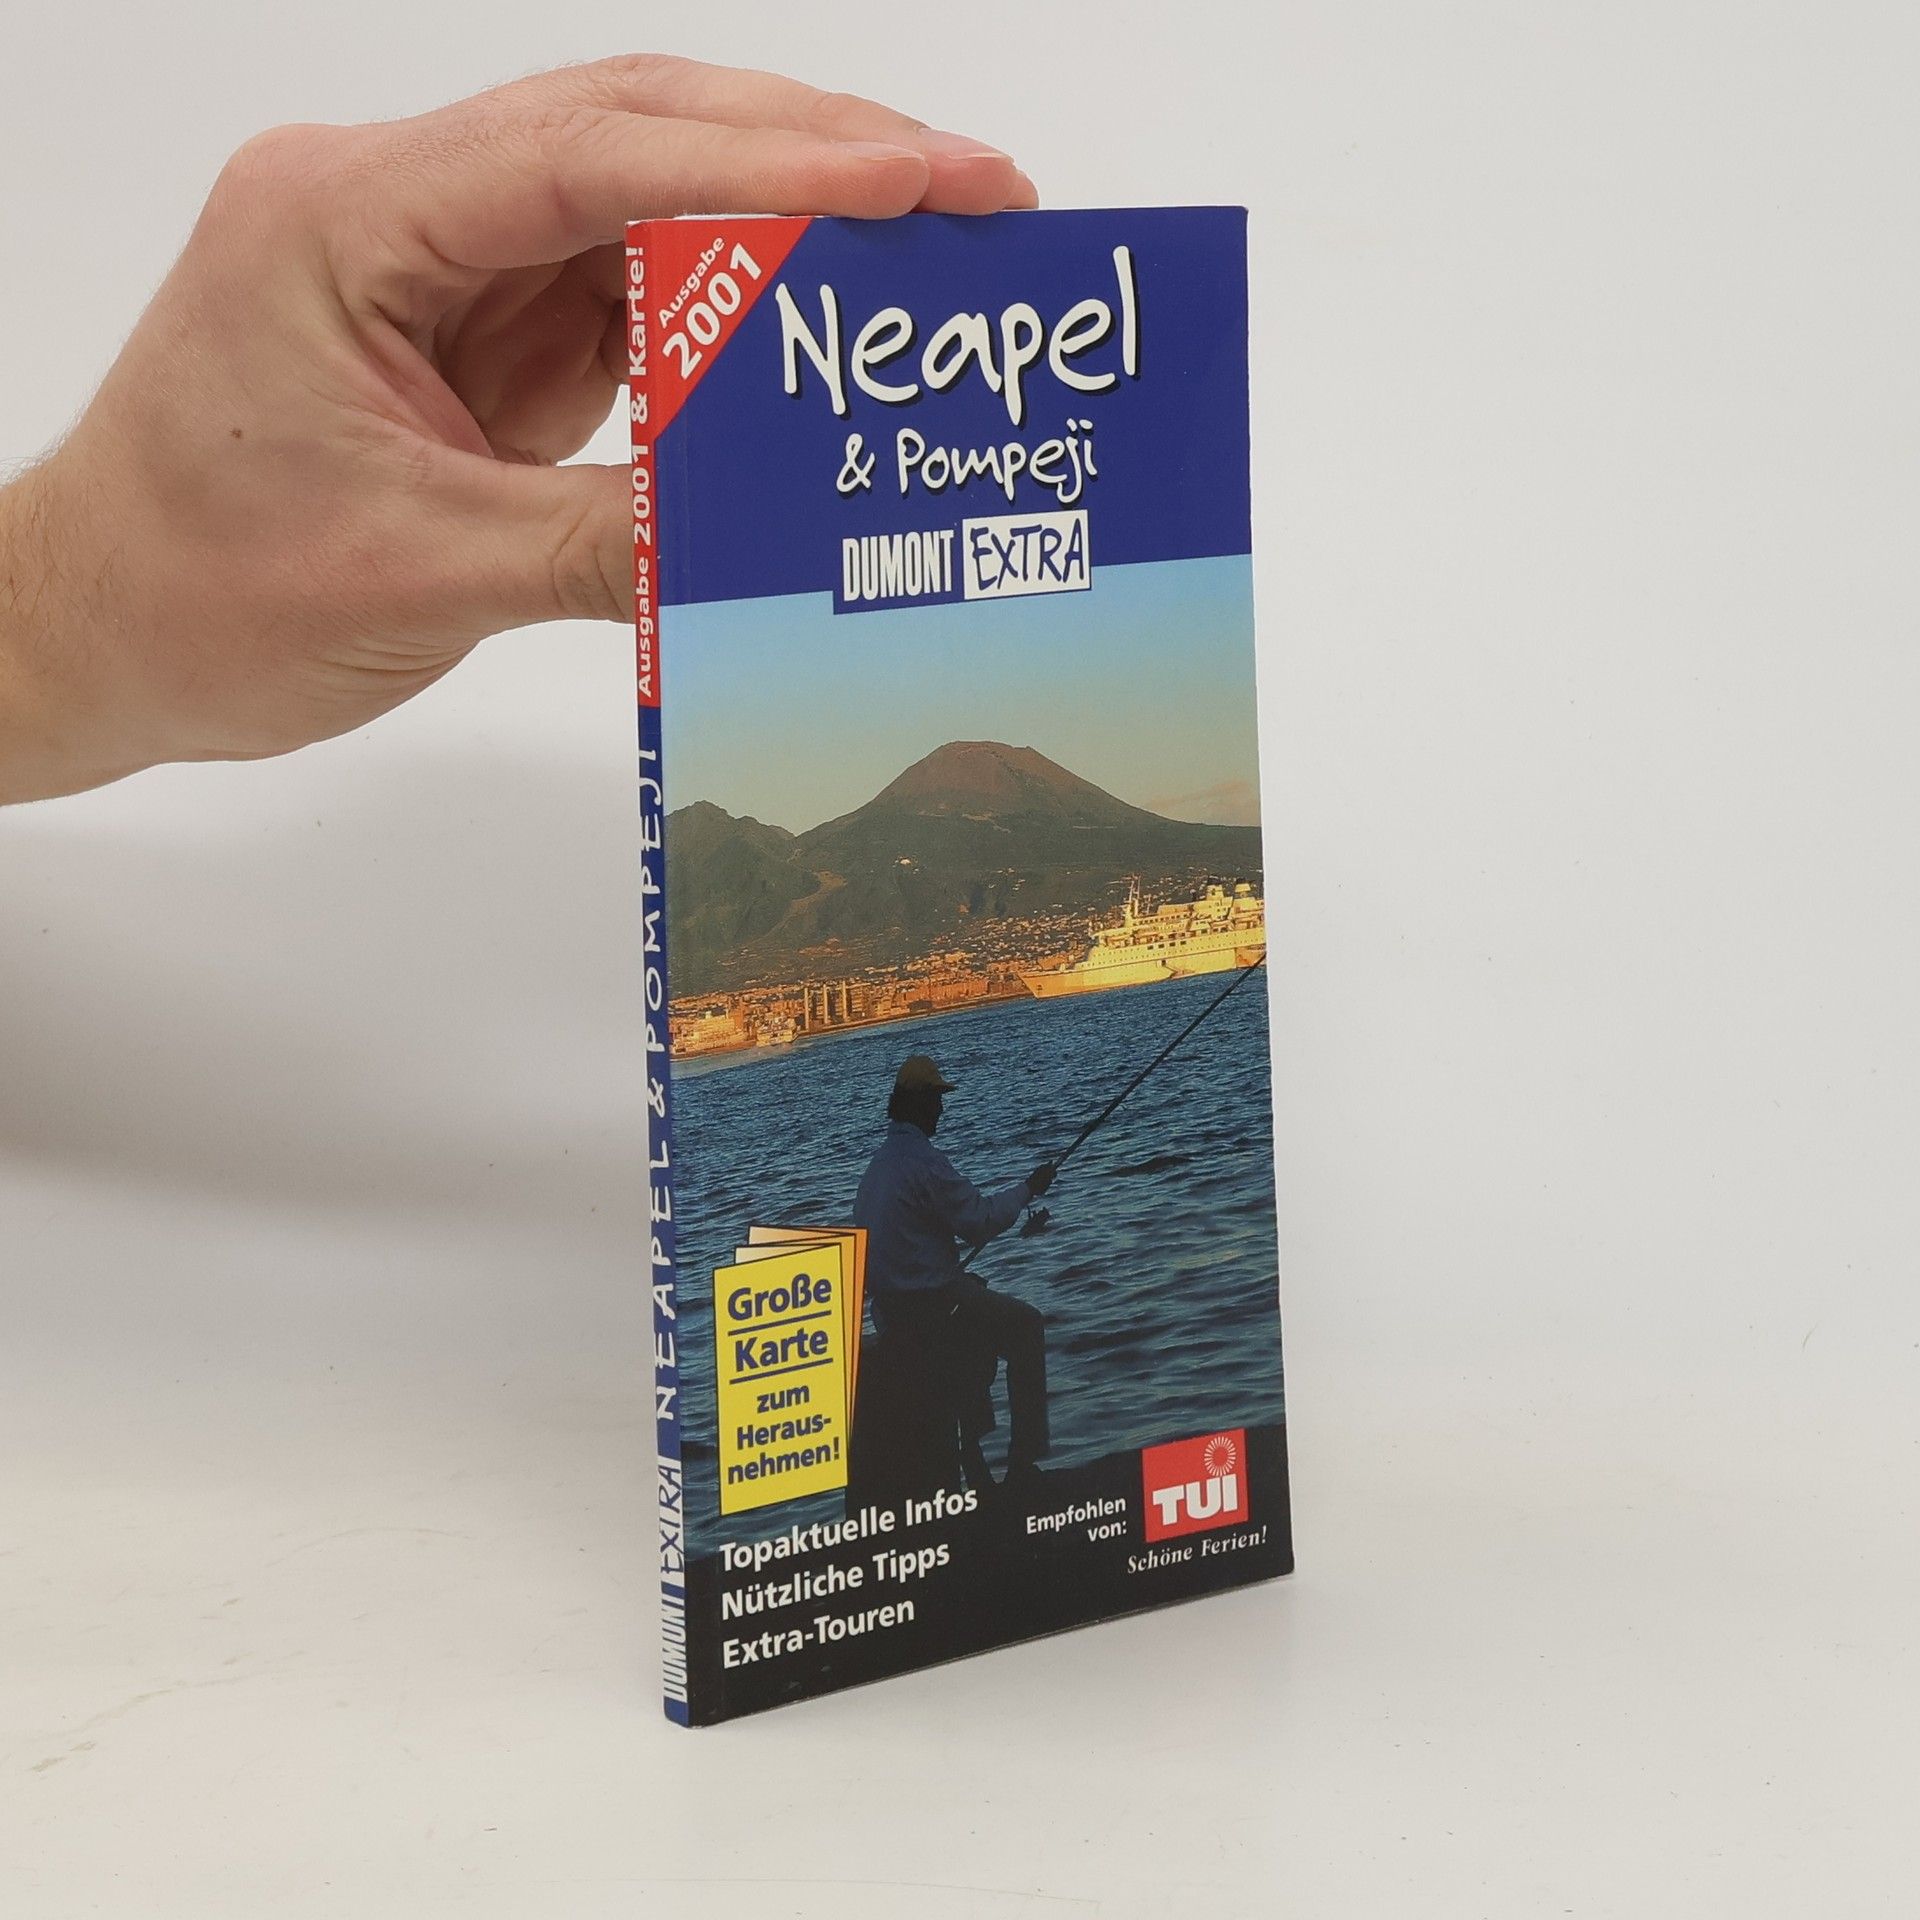 Ausgabe
2001
Neapel
& Pompeji
DUMONT EXTRA
Große
Karte
zum
Heraus-
nehmen!
Topaktuelle Infos
Nützliche Tipps
Extra-Touren
Empfohlen
von:
TUI
Schöne Ferien!
DUMONT EXTRA NEAPEL & POMPEJI Ausgabe 2001 & Karte!